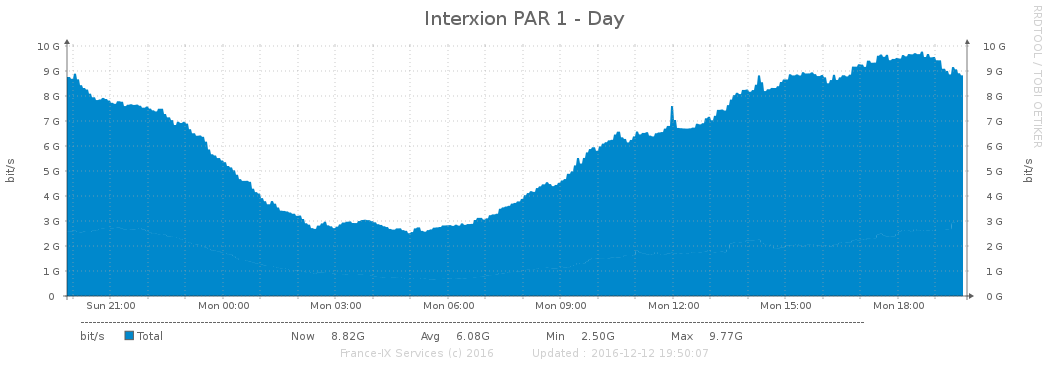 Interxion PAR 1 - Day
RRDTOOL / TOBI OETIKER
bit/s
10 G
9 G
8 G
7 G
6 G
5 G
4 G
3 G
2 G
1 G
0
10 G
9 G
8 G
7 G
6 G
5 G
4 G
3 G
2 G
1 G
0 G
bit/s
Sun 21:00 Mon 00:00 Mon 03:00 Mon 06:00 Mon 09:00 Mon 12:00 Mon 15:00 Mon 18:00
bit/s Total Now 8.82G Avg 6.08G Min 2.50G Max 9.77G
France-IX Services (c) 2016 Updated : 2016-12-12 19:50:07